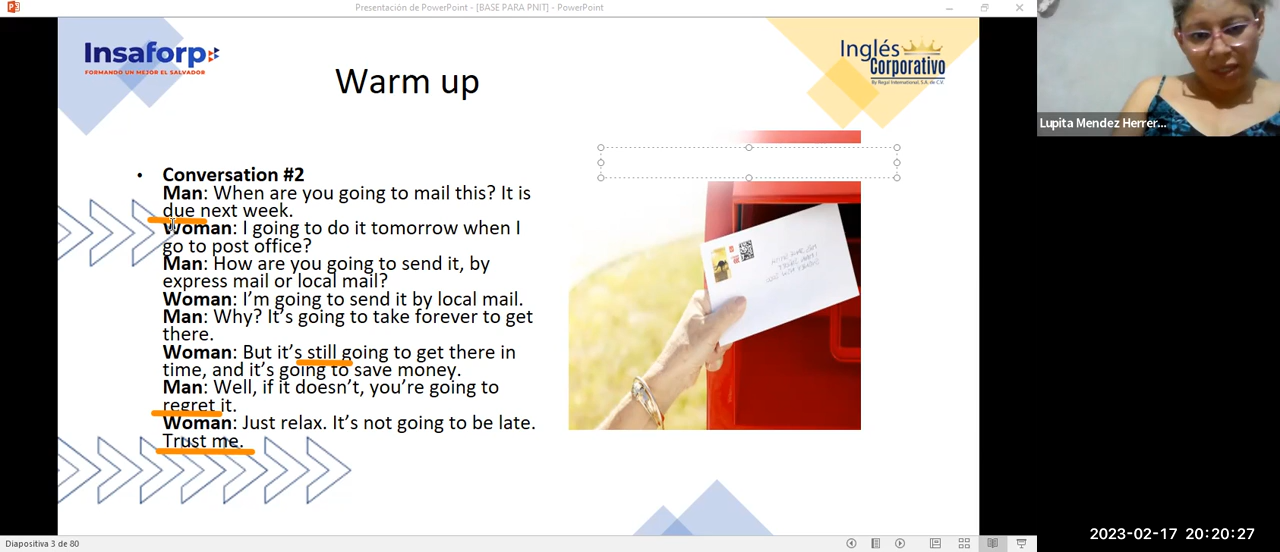 Presentación de PowerPoint - [BASE PARA PNIT] - PowerPoint
Insaforp
FORMANDO UN MEJOR EL SALVADOR
Inglés
Corporativo
By Regal International, S.A. de C.V.
Warm up
Lupita Mendez Herrer...
• Conversation #2
Man: When are you going to mail this? It is
due next week.
Woman: I going to do it tomorrow when I
go to post office?
Man: How are you going to send it, by
express mail or local mail?
Woman: I’m going to send it by local mail.
Man: Why? It’s going to take forever to get
there.
Woman: But it’s still going to get there in
time, and it’s going to save money.
Man: Well, if it doesn’t, you’re going to
regret it.
Woman: Just relax. It’s not going to be late.
Trust me.
2023-02-17 20:20:27
Diapositiva 3 de 80